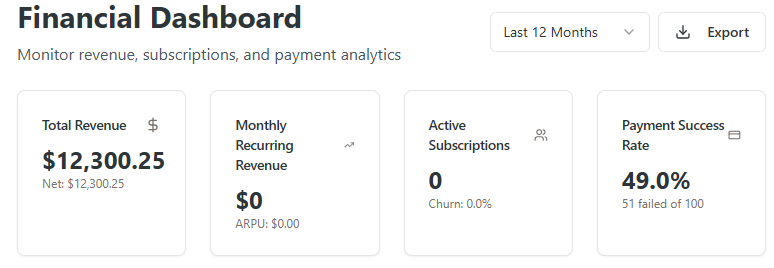 Financial Dashboard
Monitor revenue, subscriptions, and payment analytics
Last 12 Months
Export
Total Revenue
$12,300.25
Net: $12,300.25
Monthly
Recurring
Revenue
$0
ARPU: $0.00
Active
Subscriptions
0
Churn: 0.0%
Payment Success
Rate
49.0%
51 failed of 100